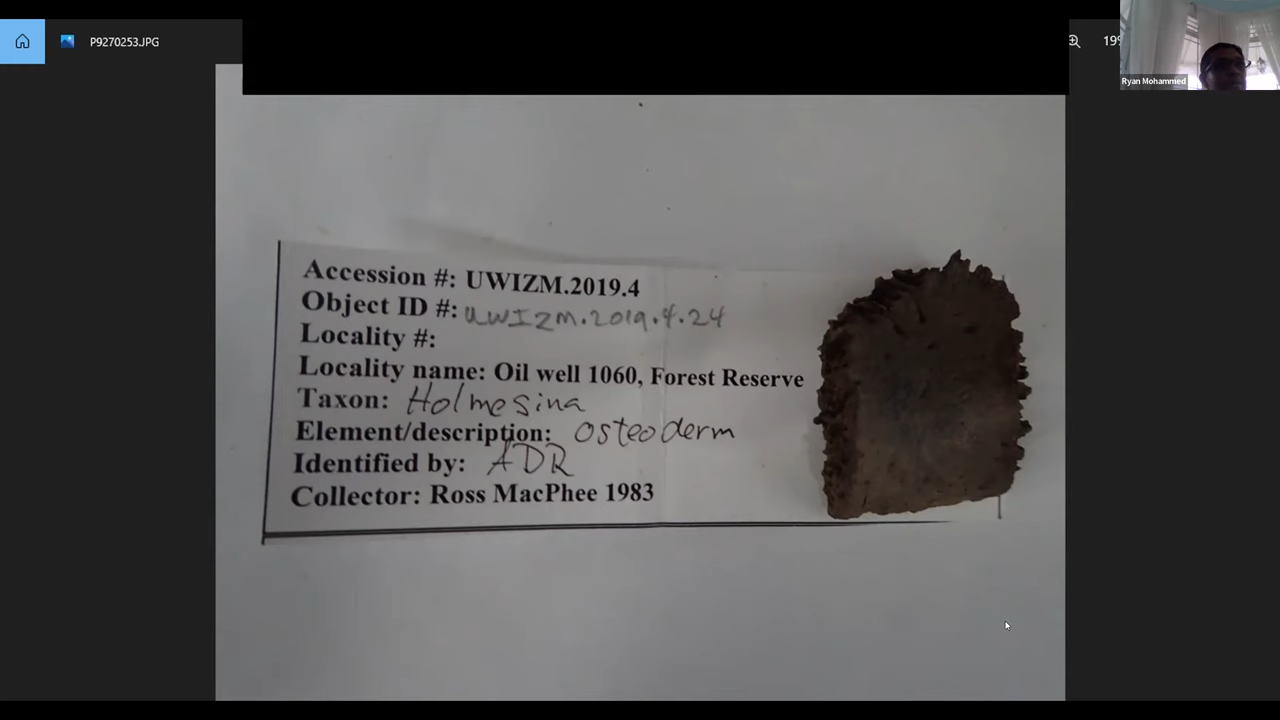 P9270253.JPG
19%
Ryan Mohammed
Accession #: UWIZM.2019.4
Object ID #: UWIZM.2019.4.24
Locality #:
Locality name: Oil well 1060, Forest Reserve
Taxon: Holmesina
Element/description: Osteoderm
Identified by: ADR
Collector: Ross MacPhee 1983